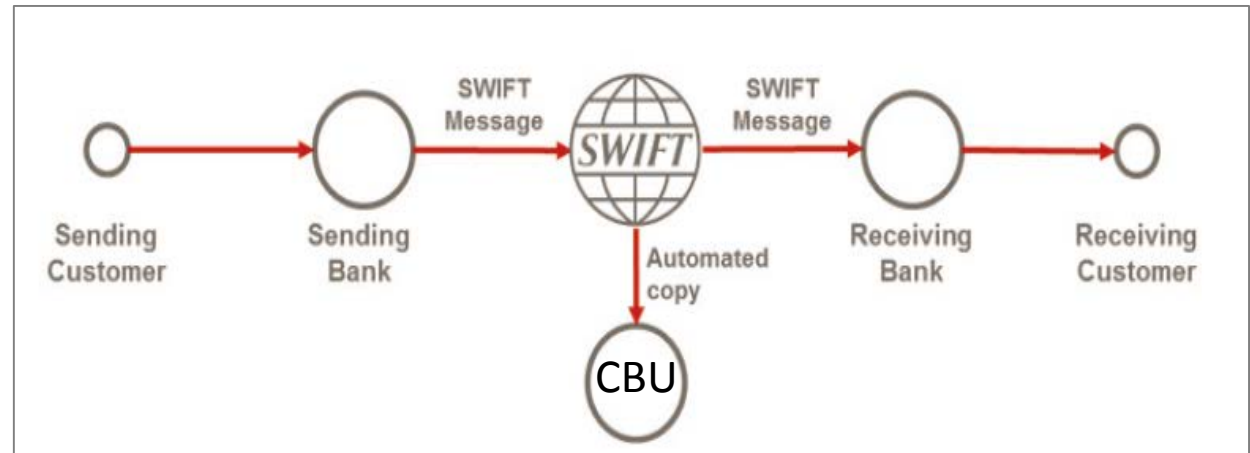 SWIFT
Message
SWIFT
Message
SWIFT
Sending
Customer
Sending
Bank
Receiving
Bank
Receiving
Customer
Automated
copy
CBU